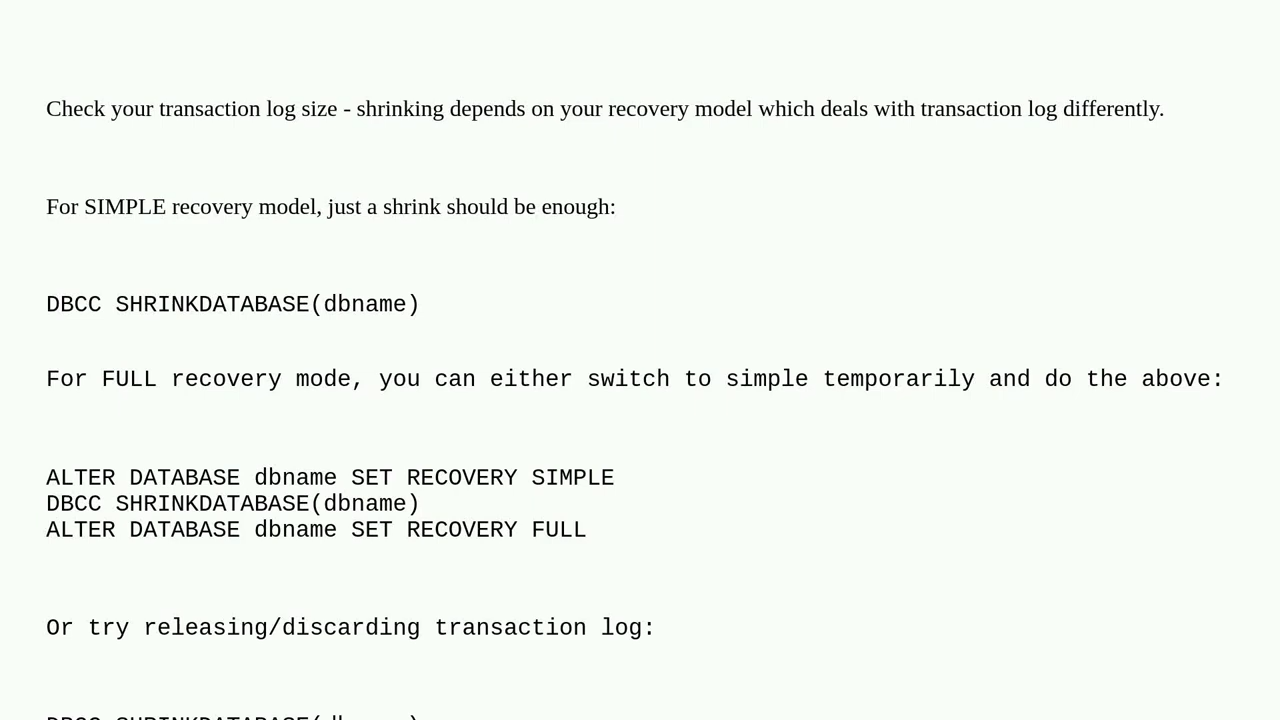 Check your transaction log size - shrinking depends on your recovery model which deals with transaction log differently.
For SIMPLE recovery model, just a shrink should be enough:
DBCC SHRINKDATABASE(dbname)
For FULL recovery mode, you can either switch to simple temporarily and do the above:
ALTER DATABASE dbname SET RECOVERY SIMPLE
DBCC SHRINKDATABASE(dbname)
ALTER DATABASE dbname SET RECOVERY FULL
Or try releasing/discarding transaction log:
DBCC SHRINKDATABASE(dbname)